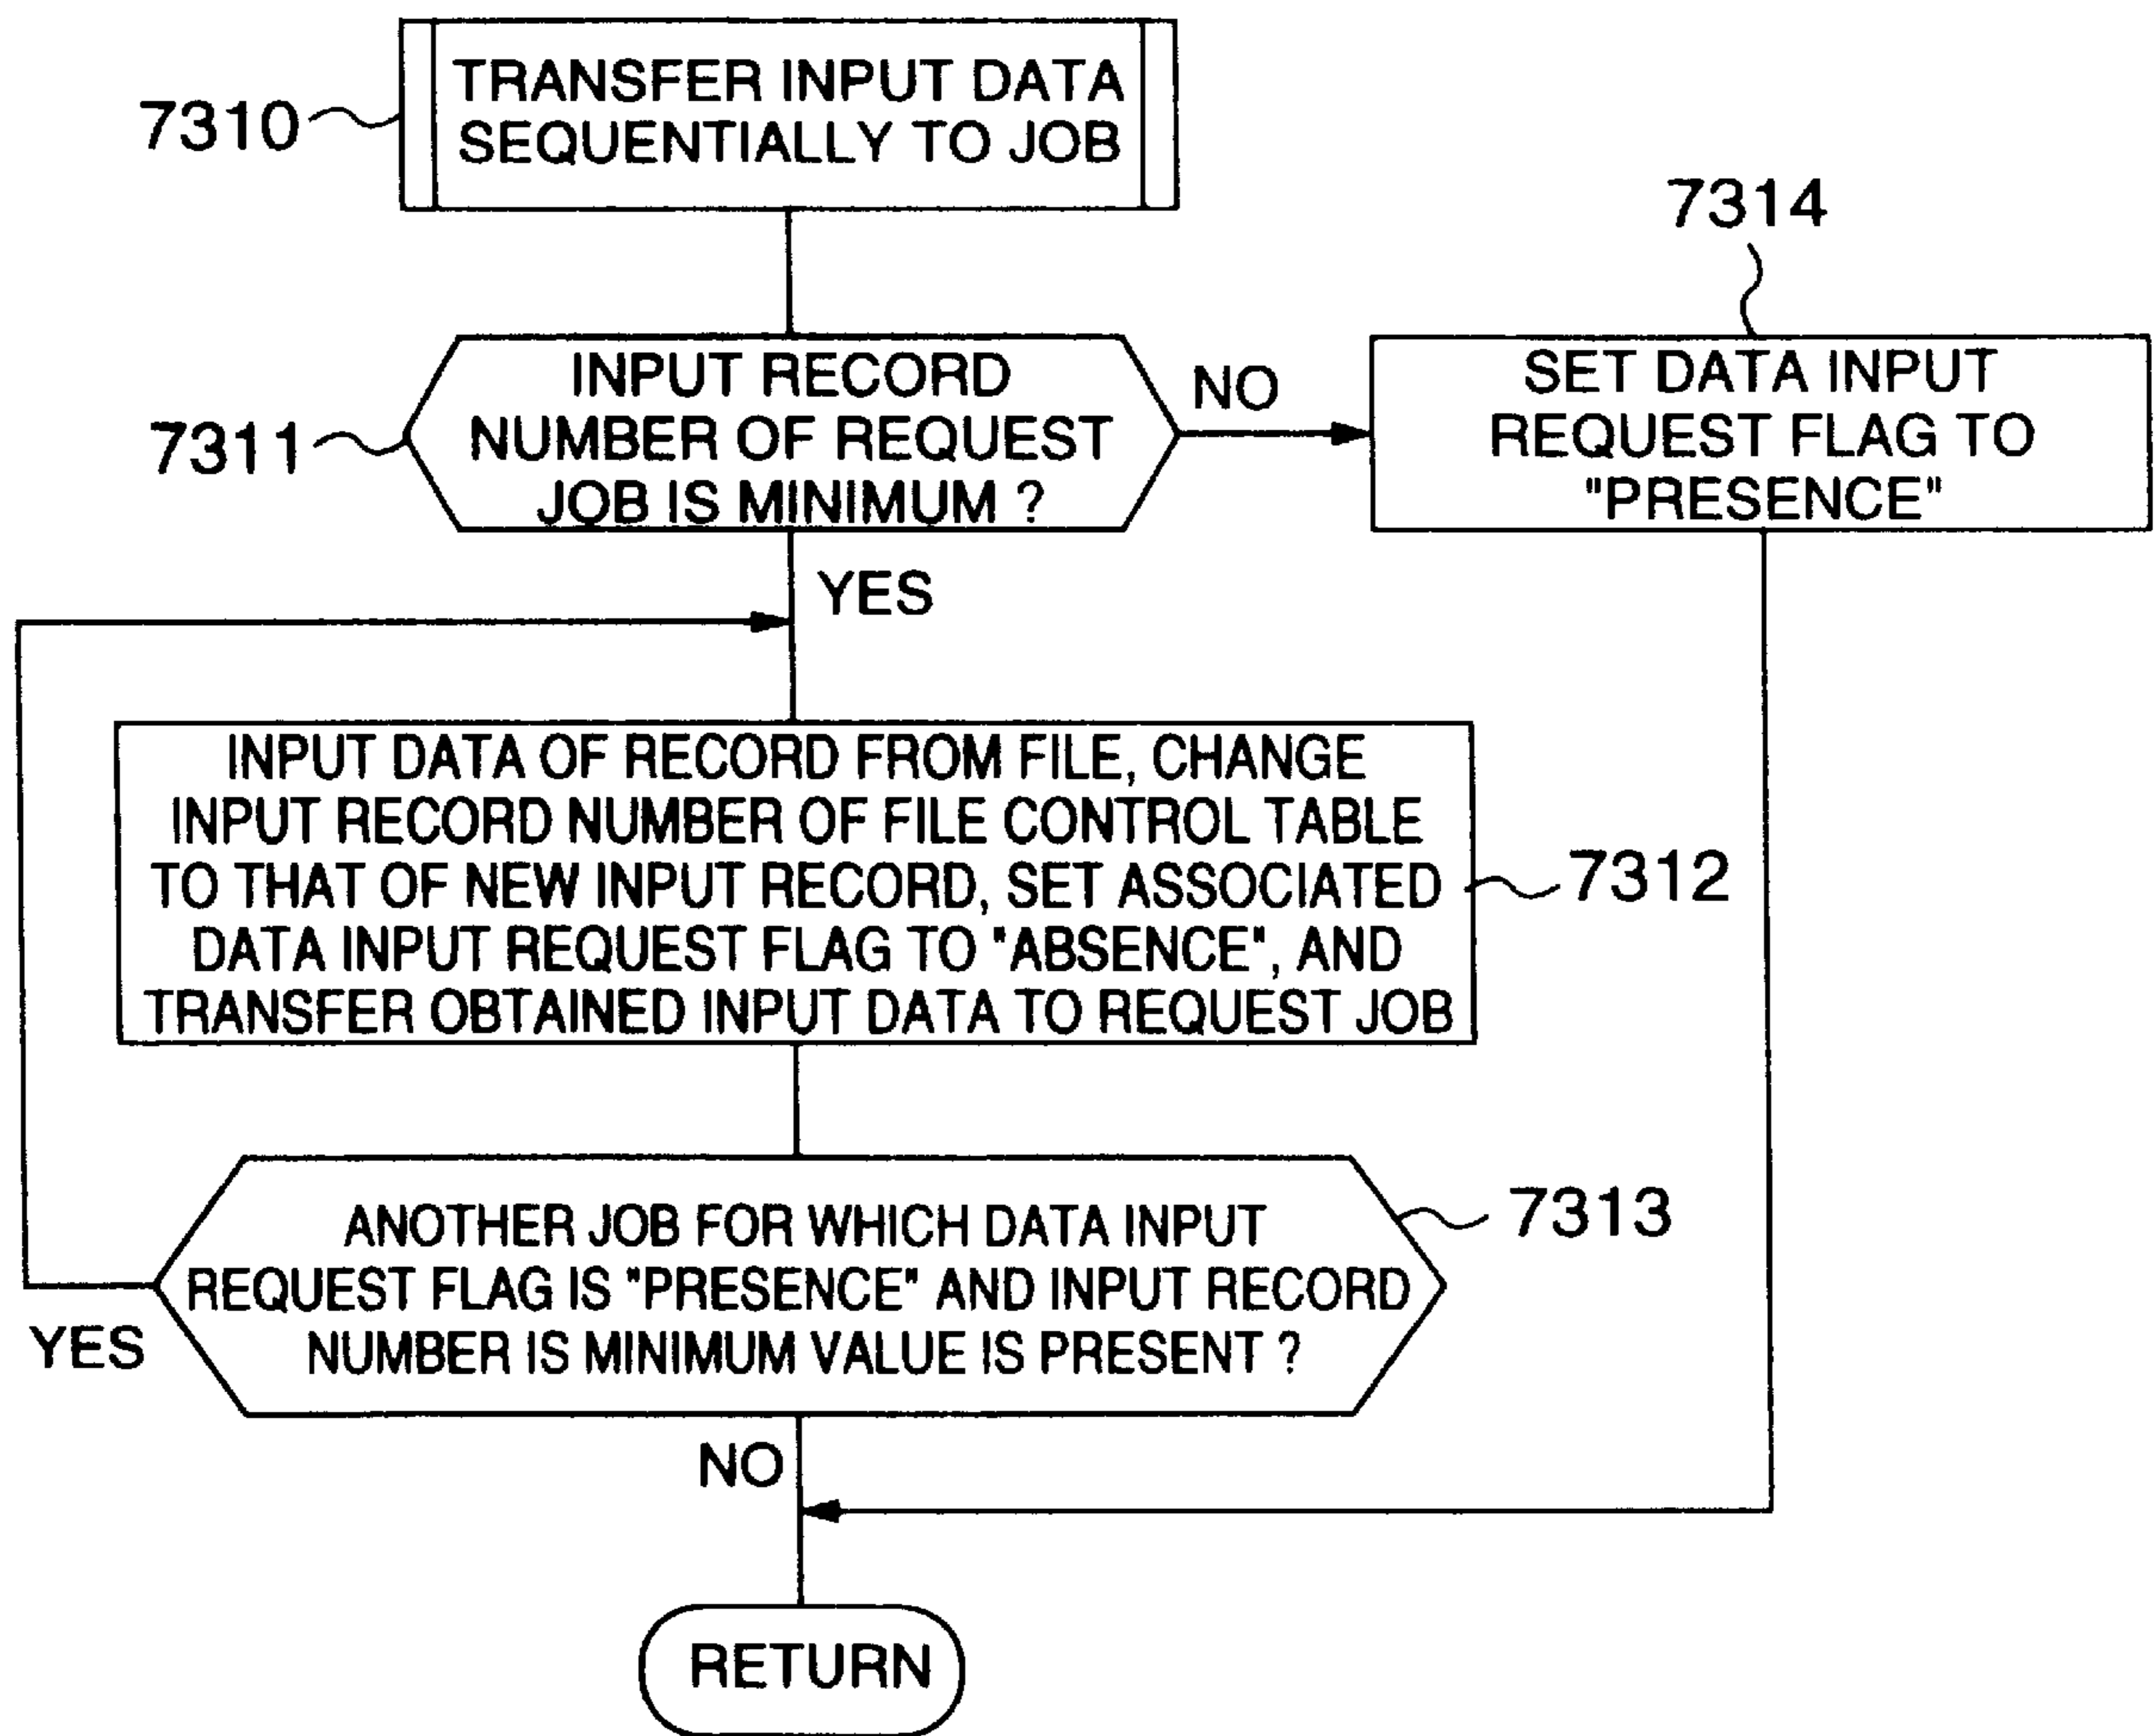 7310
TRANSFER INPUT DATA
SEQUENTIALLY TO JOB
7311
INPUT RECORD
NUMBER OF REQUEST
JOB IS MINIMUM ?
NO
7314
SET DATA INPUT
REQUEST FLAG TO
"PRESENCE"
YES
INPUT DATA OF RECORD FROM FILE, CHANGE
INPUT RECORD NUMBER OF FILE CONTROL TABLE
TO THAT OF NEW INPUT RECORD, SET ASSOCIATED
DATA INPUT REQUEST FLAG TO "ABSENCE", AND
TRANSFER OBTAINED INPUT DATA TO REQUEST JOB
7312
ANOTHER JOB FOR WHICH DATA INPUT
REQUEST FLAG IS "PRESENCE" AND INPUT RECORD
NUMBER IS MINIMUM VALUE IS PRESENT ?
7313
YES
NO
RETURN